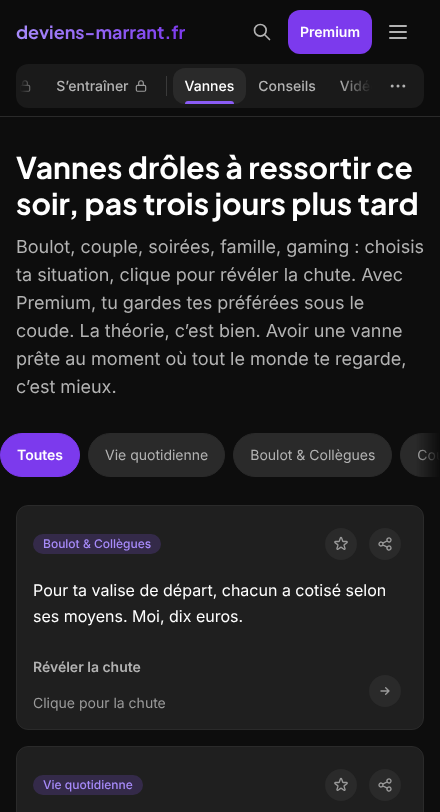 deviens-marrant.fr
Premium
S'entraîner
Vannes
Conseils
Vidé
Vannes drôles à ressortir ce
soir, pas trois jours plus tard
Boulot, couple, soirées, famille, gaming : choisis
ta situation, clique pour révéler la chute. Avec
Premium, tu gardes tes préférées sous le
coude. La théorie, c'est bien. Avoir une vanne
prête au moment où tout le monde te regarde,
c'est mieux.
Toutes
Vie quotidienne
Boulot & Collègues
Boulot & Collègues
Pour ta valise de départ, chacun a cotisé selon
ses moyens. Moi, dix euros.
Révéler la chute
Clique pour la chute
Vie quotidienne